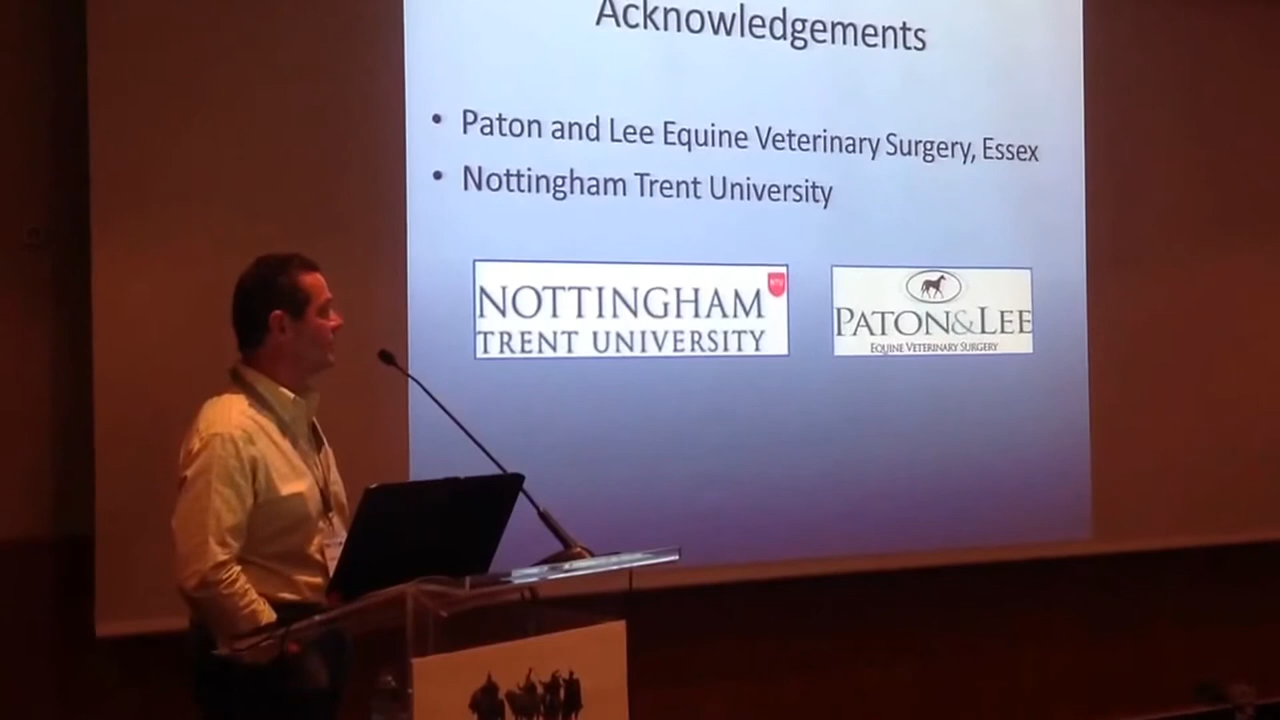 Acknowledgements
• Paton and Lee Equine Veterinary Surgery, Essex
• Nottingham Trent University
NOTTINGHAM
TRENT UNIVERSITY
NTU
PATON&LEE
EQUINE VETERINARY SURGERY